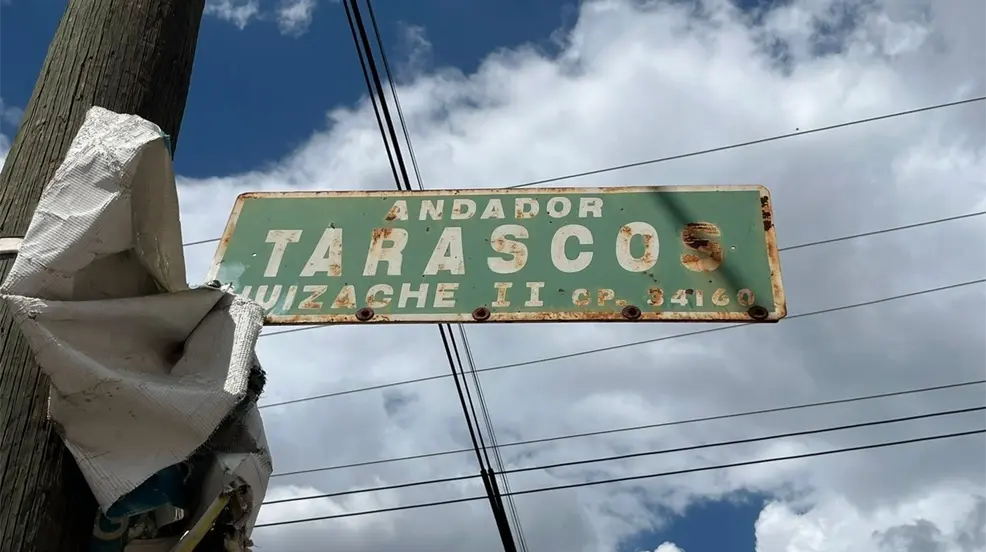 ANDADOR
TARASCOS
HUIZACHE II CP. 34160